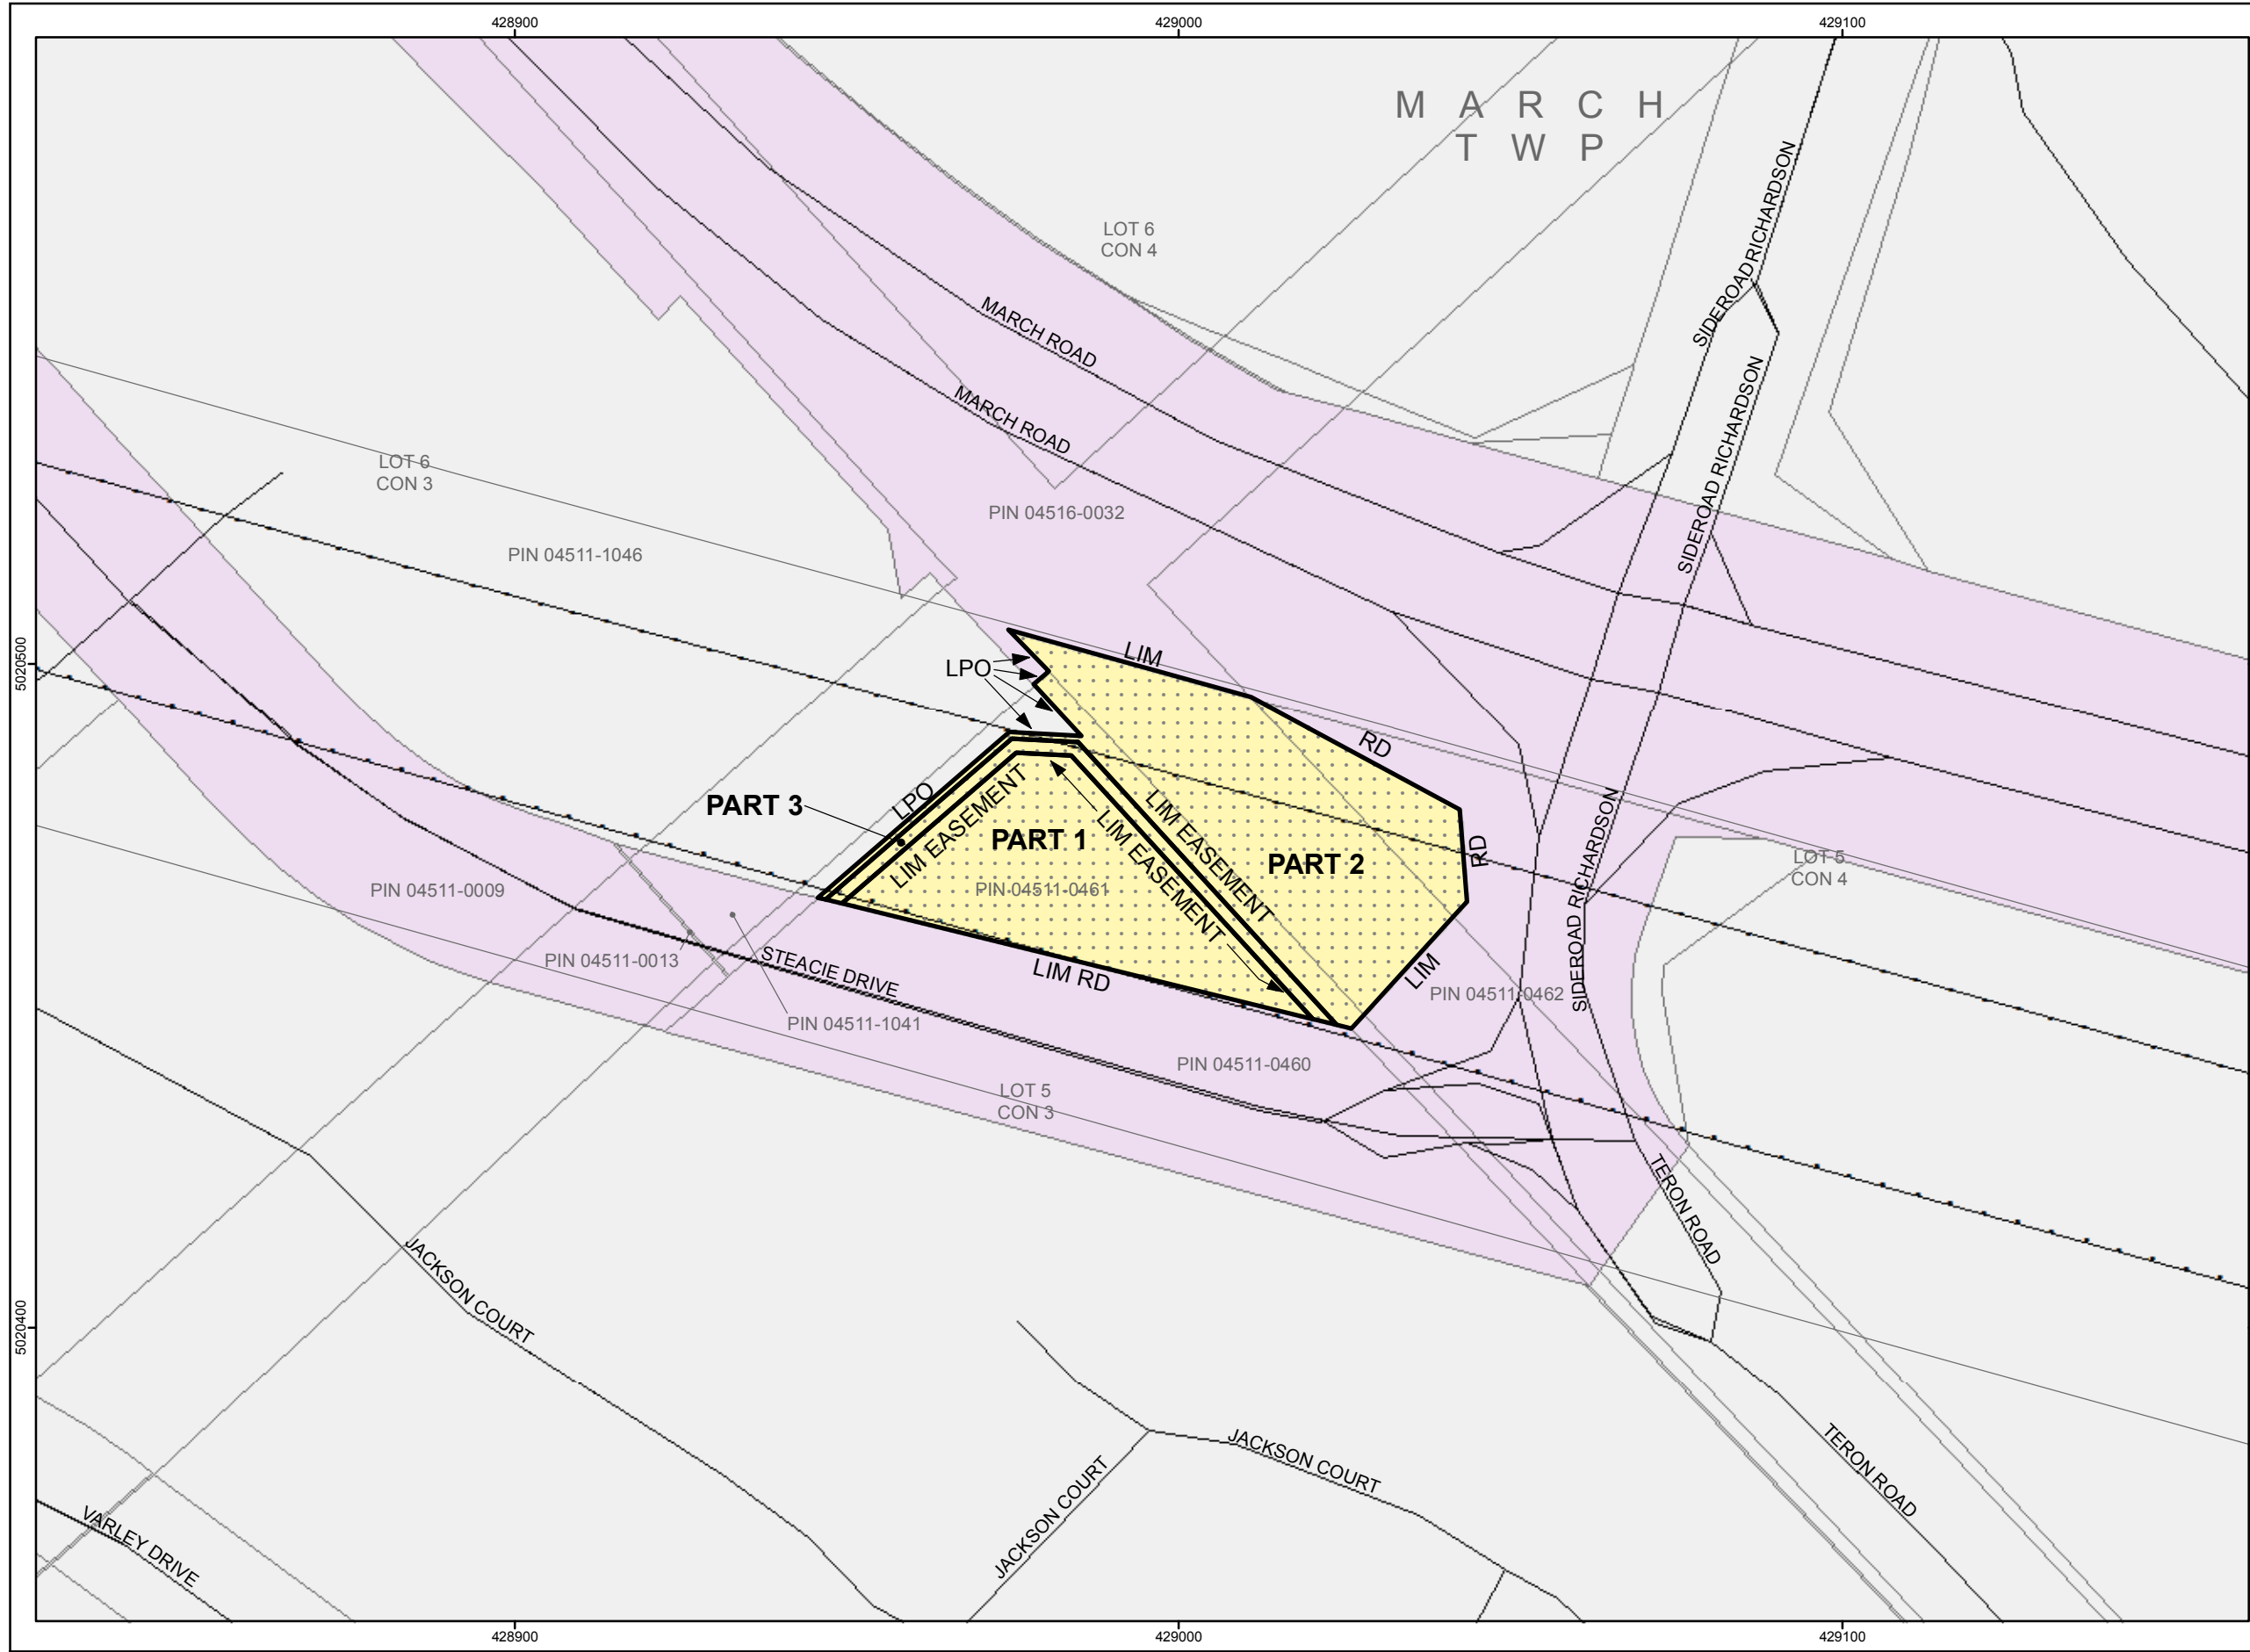 428900
429000
429100
M A R C H
T W P
SIDEROAD RICHARDSON
LOT 6
CON 4
MARCH ROAD
SIDEROAD RICHARDSON
MARCH ROAD
LOT 6
CON 3
PIN 04516-0032
PIN 04511-1046
5020500
LIM
LPO
RD
PART 3
LPO
LIM EASEMENT
PART 1
LIM EASEMENT
LIM EASEMENT
PART 2
RD
SIDEROAD RICHARDSON
LOT 5
CON 4
PIN 04511-0009
PIN 04511-0461
PIN 04511-0013
STEACIE DRIVE
LIM RD
LIM
PIN 04511-0462
PIN 04511-1041
PIN 04511-0460
LOT 5
CON 3
TERON ROAD
JACKSON COURT
5020400
JACKSON COURT
JACKSON COURT
TERON ROAD
VARLEY DRIVE
428900
429000
429100